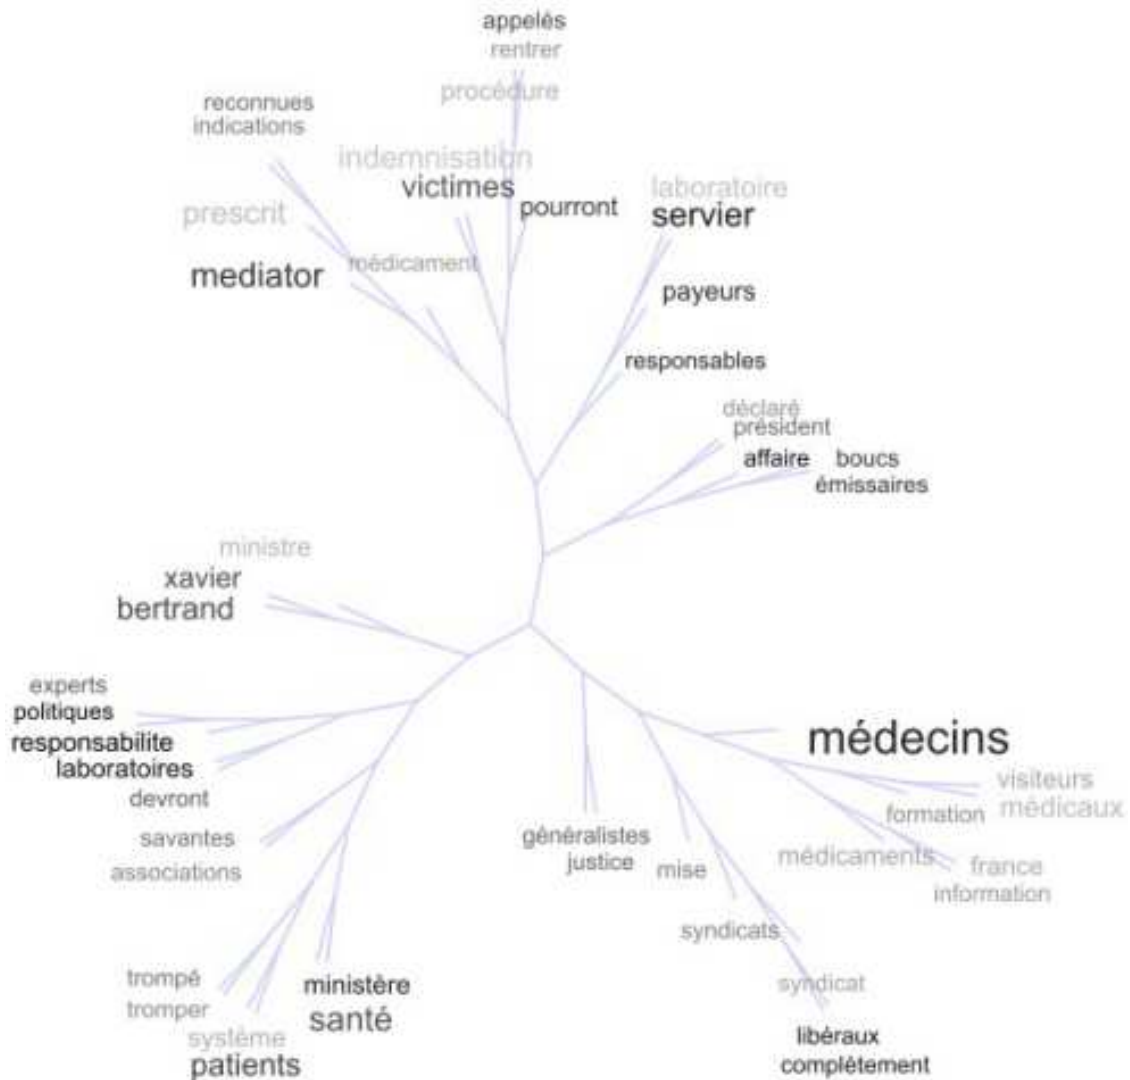 appelés
rentrer
procédure
reconnues
indications
indemnisation
victimes
laboratoire
servier
pourront
prescrit
médicament
mediator
payeurs
responsables
déclaré
président
affaire boucs
émissaires
ministre
xavier
bertrand
experts
politiques
responsabilite
laboratoires
devront
savantes
associations
médecins
visiteurs
médicaux
formation
généralistes
justice
mise
médicaments
france
information
syndicats
syndicat
trompé
tromper
ministère
santé
système
patients
libéraux
complètement